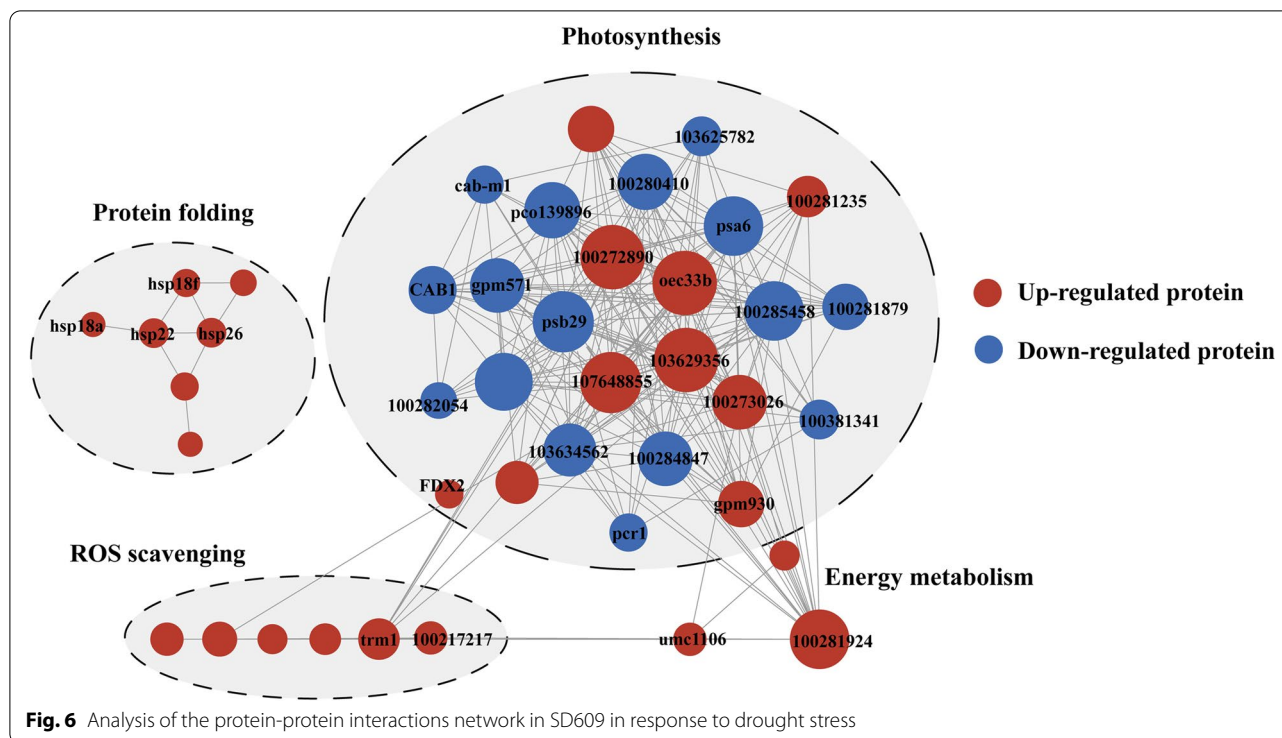 Photosynthesis
103625782
cab-m1
100280410
100281235
Protein folding
pco139896
psa6
100272890
hsp18f
oec33b
CAB1
gpm571
100285458
100281879
hsp18a
hsp22
hsp26
psb29
103629356
107648855
100273026
100282054
100381341
103634562
100284847
FDX2
gpm930
pcr1
Up-regulated protein
Down-regulated protein
ROS scavenging
Energy metabolism
trm1
100217217
umc1106
100281924
Fig. 6 Analysis of the protein-protein interactions network in SD609 in response to drought stress